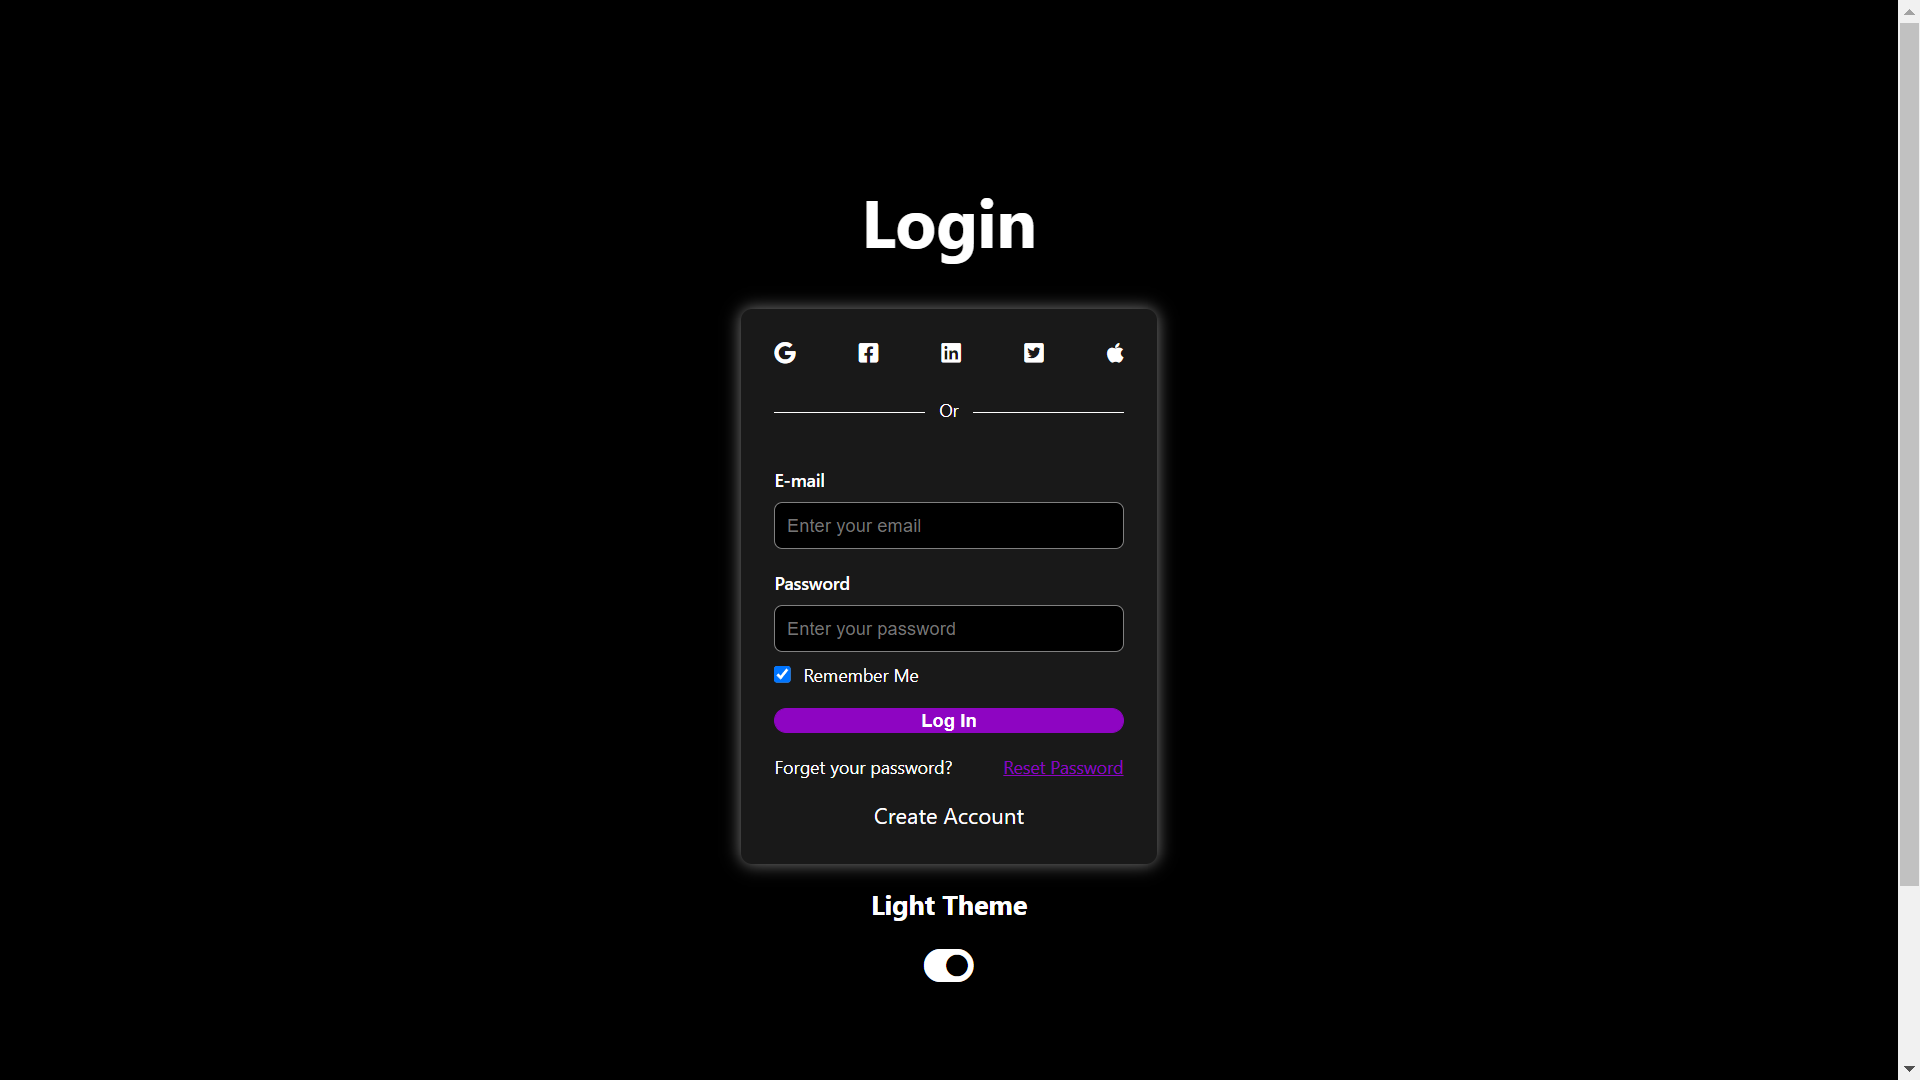 Login
Or
E-mail
Enter your email
Password
Enter your password
Remember Me
Log In
Forget your password? Reset Password
Create Account
Light Theme